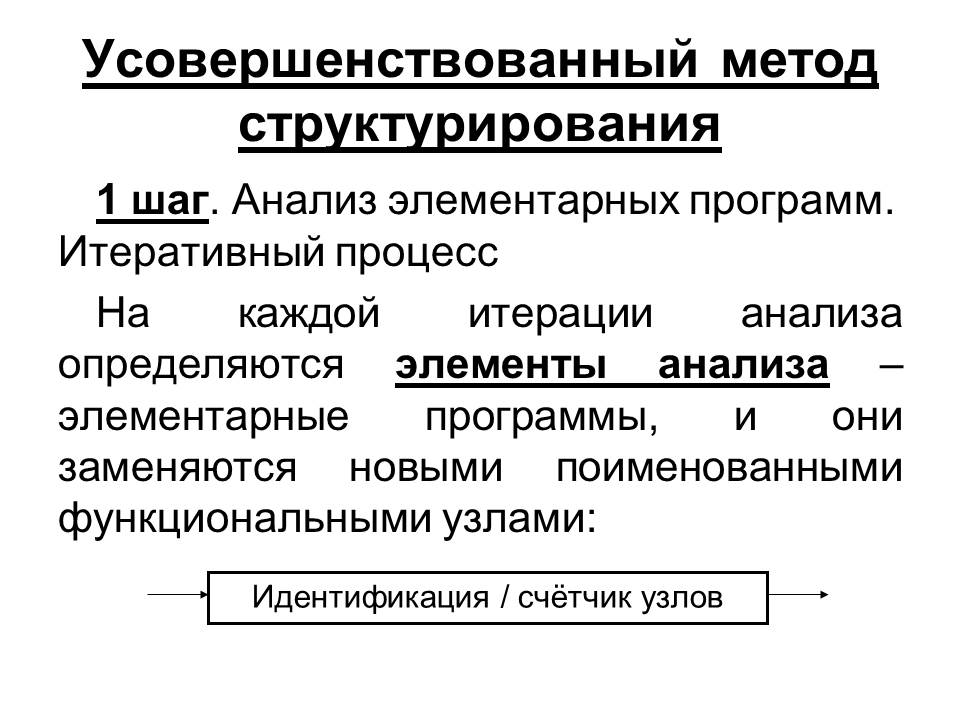 Усовершенствованный метод
структурирования
1 шаг. Анализ элементарных программ.
Итеративный процесс
На каждой итерации анализа
определяются элементы анализа –
элементарные программы, и они
заменяются новыми поименованными
функциональными узлами:
Идентификация / счётчик узлов